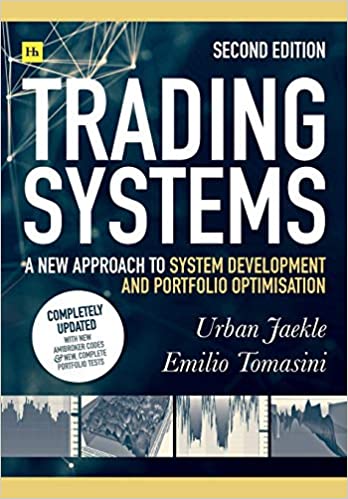 Hh
SECOND EDITION
TRADING
SYSTEMS
A NEW APPROACH TO SYSTEM DEVELOPMENT
AND PORTFOLIO OPTIMISATION
COMPLETELY
UPDATED
WITH NEW
AMIBROKER CODES
& NEW, COMPLETE
PORTFOLIO TESTS
Urban Jaekle
Emilio Tomasini